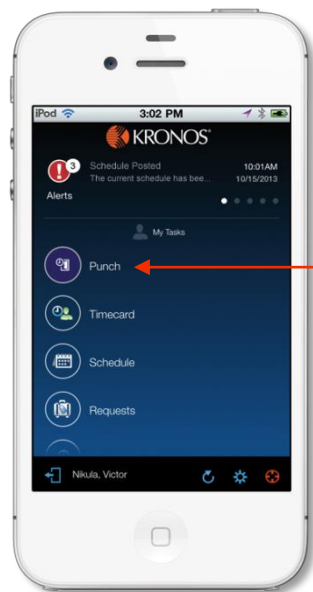 iPod 3:02 PM
KRONOS
3 Schedule Posted 10:01AM
The current schedule has bee... 10/15/2013
Alerts
My Tasks
Punch
Timecard
Schedule
Requests
Nikula, Victor